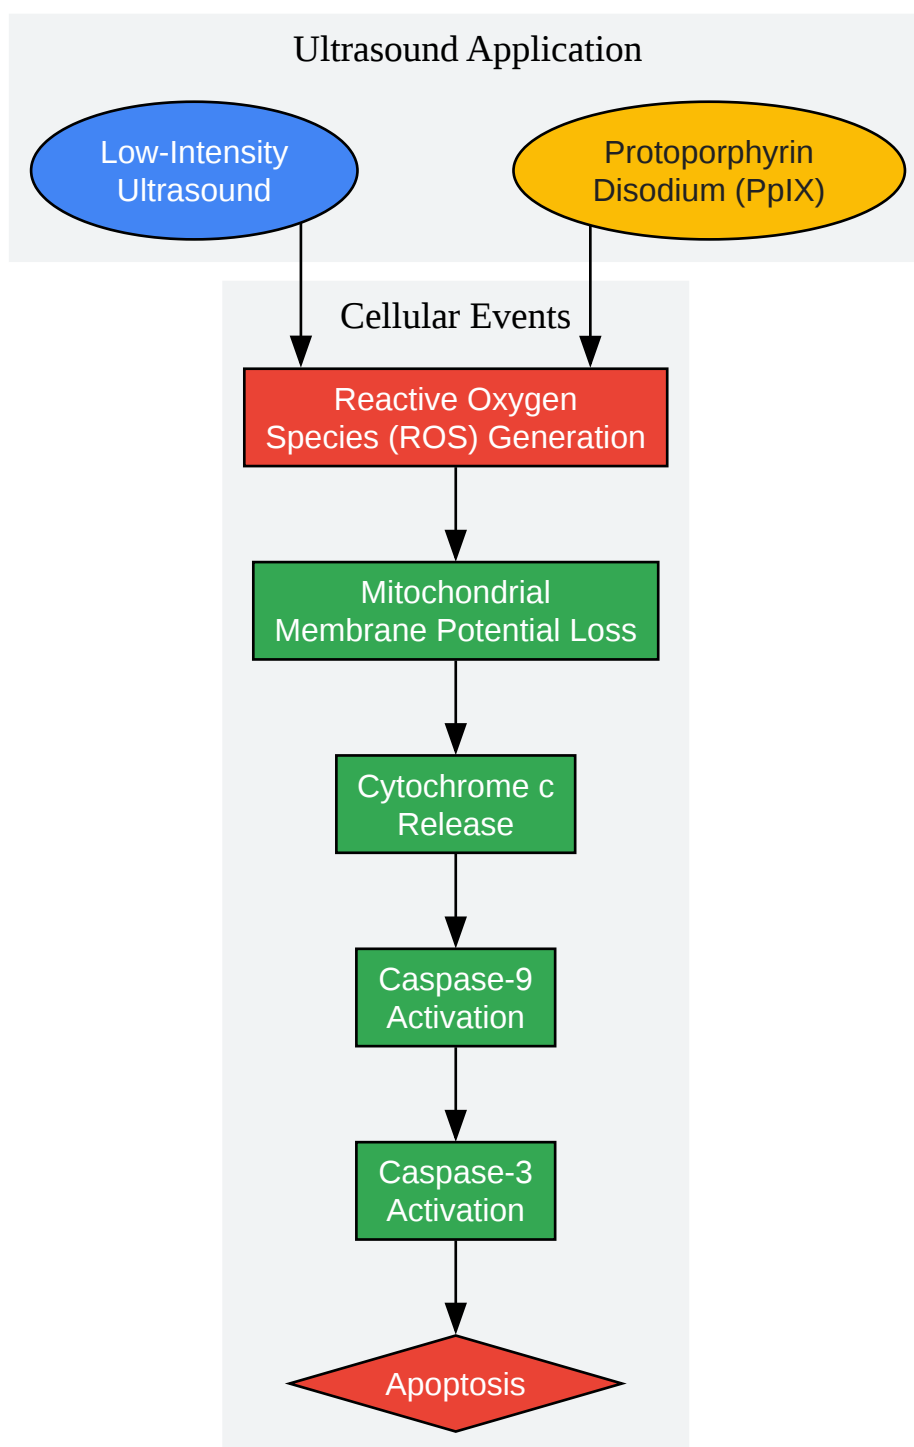 Ultrasound Application
Low-Intensity
Ultrasound
Protoporphyrin
Disodium (PpIX)
Cellular Events
Reactive Oxygen
Species (ROS) Generation
Mitochondrial
Membrane Potential Loss
Cytochrome c
Release
Caspase-9
Activation
Caspase-3
Activation
Apoptosis